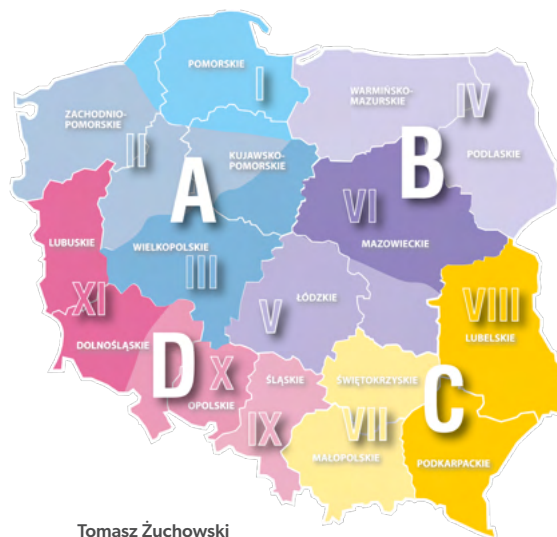 POMORSKIE
I
ZACHODNIO-
POMORSKIE
II
WARMIŃSKO-
MAZURSKIE
IV
KUJAWSKO-
POMORSKIE
A
B
PODLASKIE
VI
MAZOWIECKIE
LUBUSKIE
WIELKOPOLSKIE
III
XI
ŁÓDZKIE
V
VIII
LUBELSKIE
DOLNOŚLĄSKIE
D
X
OPOLSKIE
ŚLĄSKIE
IX
ŚWIĘTOKRZYSKIE
C
VII
MAŁOPOLSKIE
PODKARPACKIE
Tomasz Żuchowski